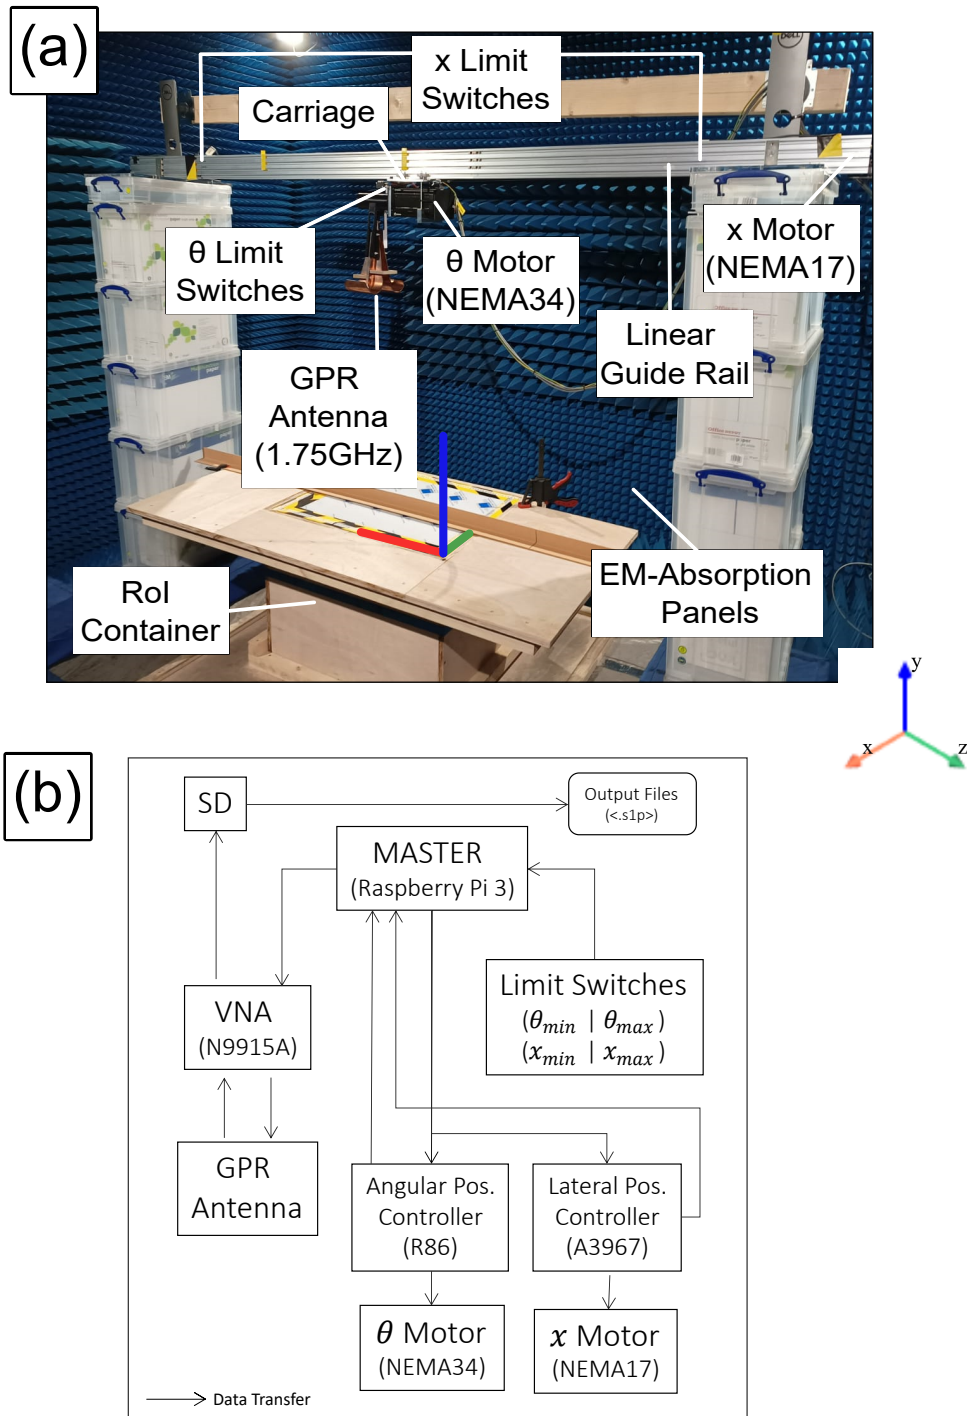 (a)
DELL
x Limit
Switches
Carriage
θ Limit
Switches
θ Motor
(NEMA34)
x Motor
(NEMA17)
Linear
Guide Rail
GPR
Antenna
(1.75GHz)
RoI
Container
EM-Absorption
Panels
y
x
z
(b)
SD
Output Files
(<.s1p>)
MASTER
(Raspberry Pi 3)
VNA
(N9915A)
Limit Switches
(θmin | θmax)
(xmin | xmax)
GPR
Antenna
Angular Pos.
Controller
(R86)
Lateral Pos.
Controller
(A3967)
θ Motor
(NEMA34)
x Motor
(NEMA17)
Data Transfer